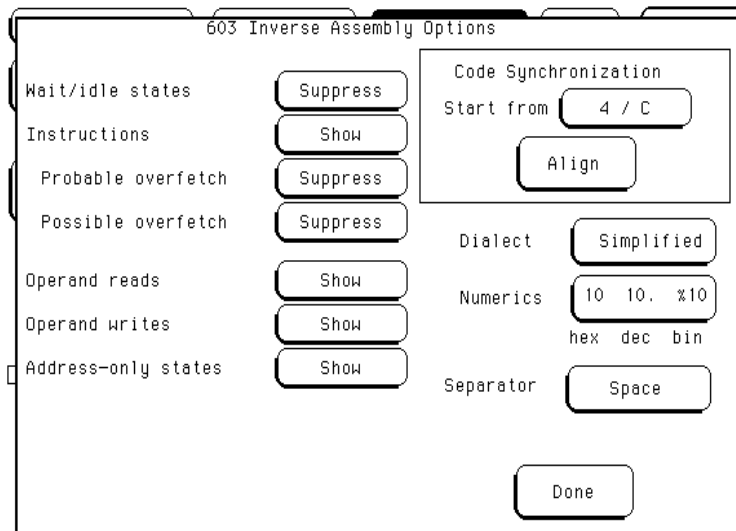 603 Inverse Assembly Options
Wait/idle states Suppress
Instructions Show
Probable overfetch Suppress
Possible overfetch Suppress
Operand reads Show
Operand writes Show
Address-only states Show
Code Synchronization
Start from 4 / C
Align
Dialect Simplified
Numerics 10 10. %10
hex dec bin
Separator Space
Done